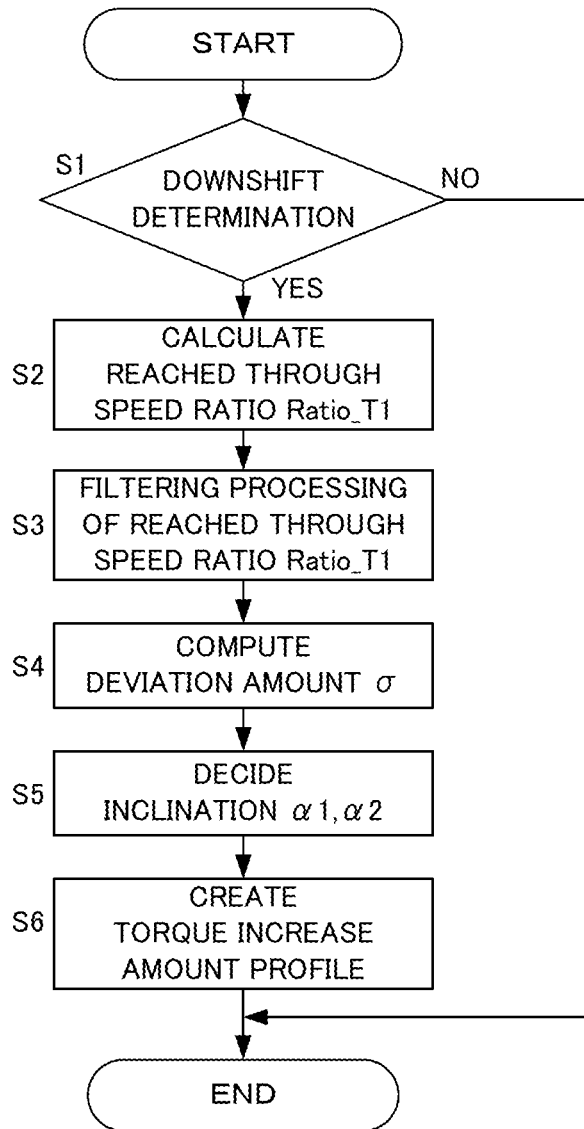 START
S1
DOWNSHIFT
DETERMINATION
NO
YES
S2
CALCULATE
REACHED THROUGH
SPEED RATIO Ratio_T1
S3
FILTERING PROCESSING
OF REACHED THROUGH
SPEED RATIO Ratio_T1
S4
COMPUTE
DEVIATION AMOUNT σ
S5
DECIDE
INCLINATION α1,α2
S6
CREATE
TORQUE INCREASE
AMOUNT PROFILE
END